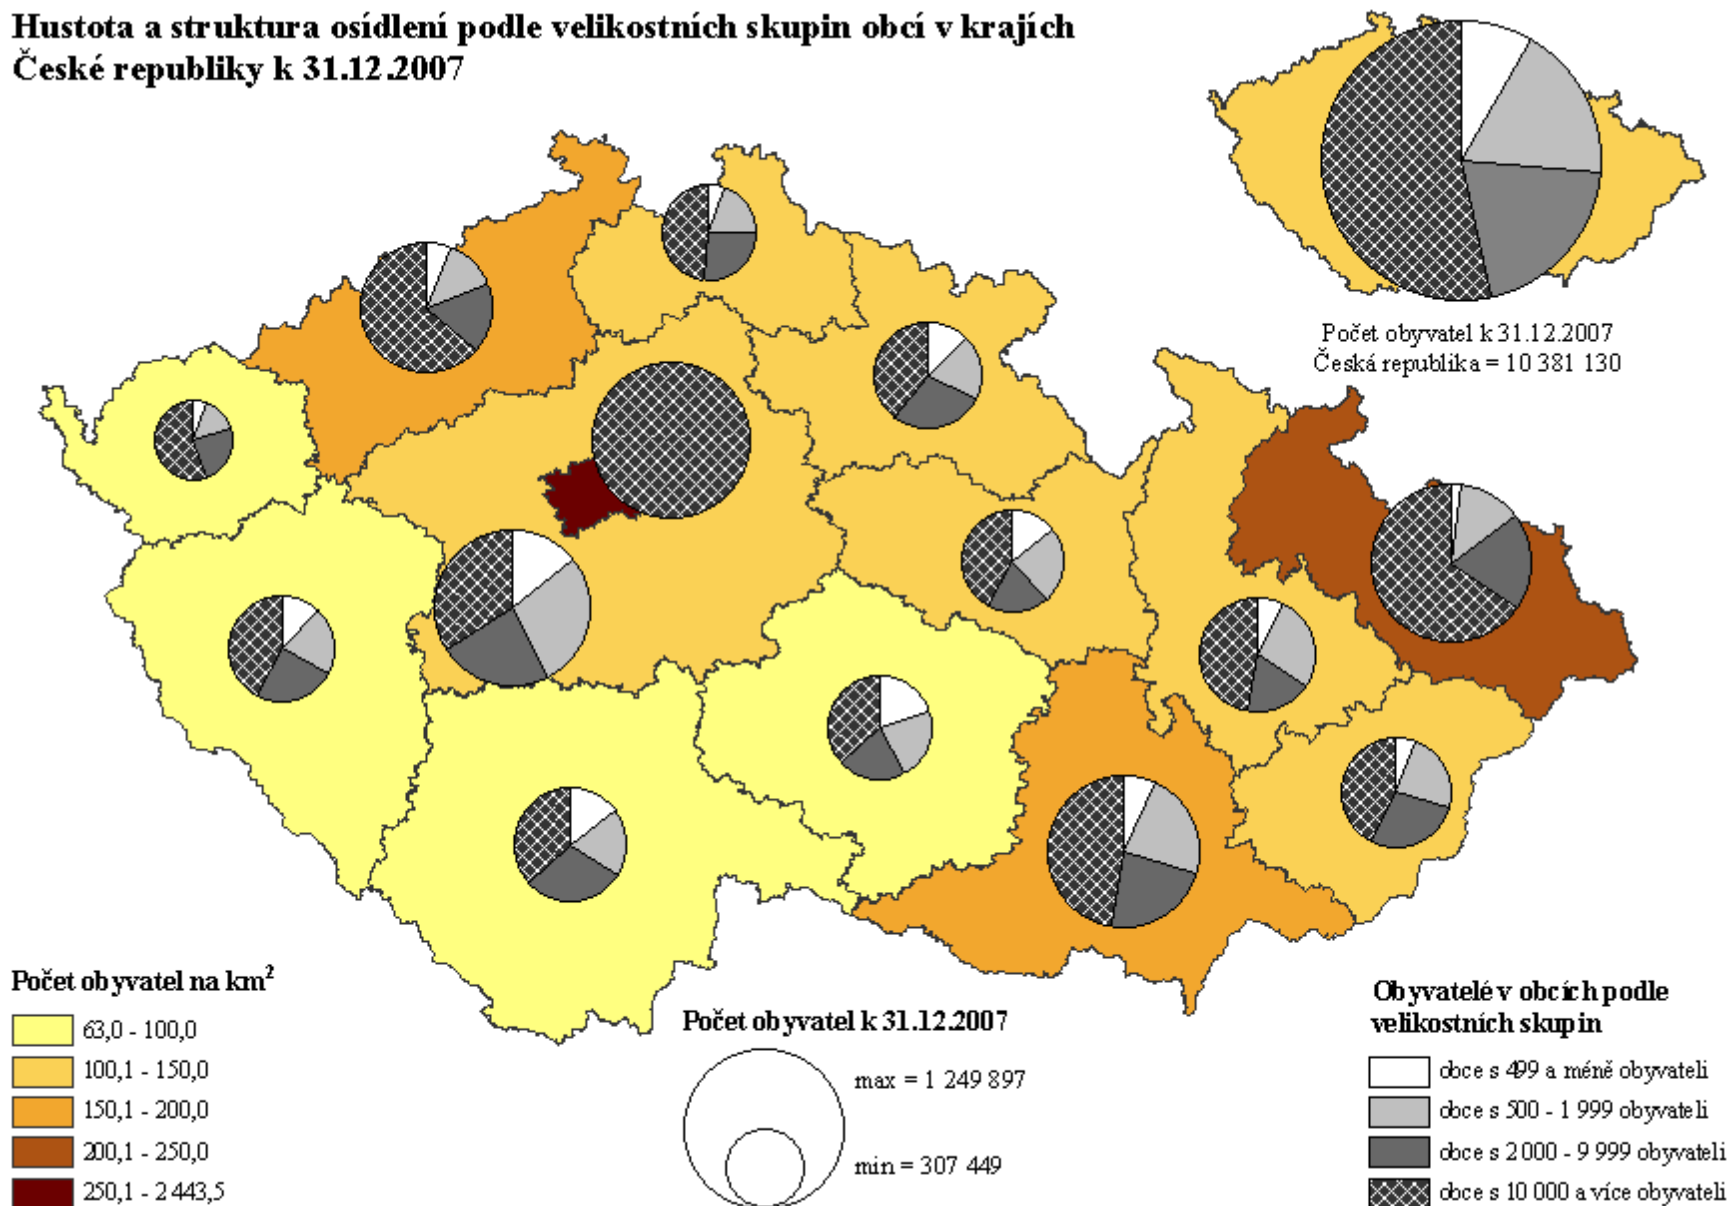 Hustota a struktura osídlení podle velikostních skupin obcí v krajích
České republiky k 31.12.2007
Počet obyvatel k 31.12.2007
Česká republika = 10 381 130
Počet obyvatel na km²
63,0 - 100,0
100,1 - 150,0
150,1 - 200,0
200,1 - 250,0
250,1 - 2 443,5
Počet obyvatel k 31.12.2007
max = 1 249 897
min = 307 449
Obyvatelé v obcích podle
velikostních skupin
obce s 499 a méně obyvateli
obce s 500 - 1 999 obyvateli
obce s 2 000 - 9 999 obyvateli
obce s 10 000 a více obyvateli